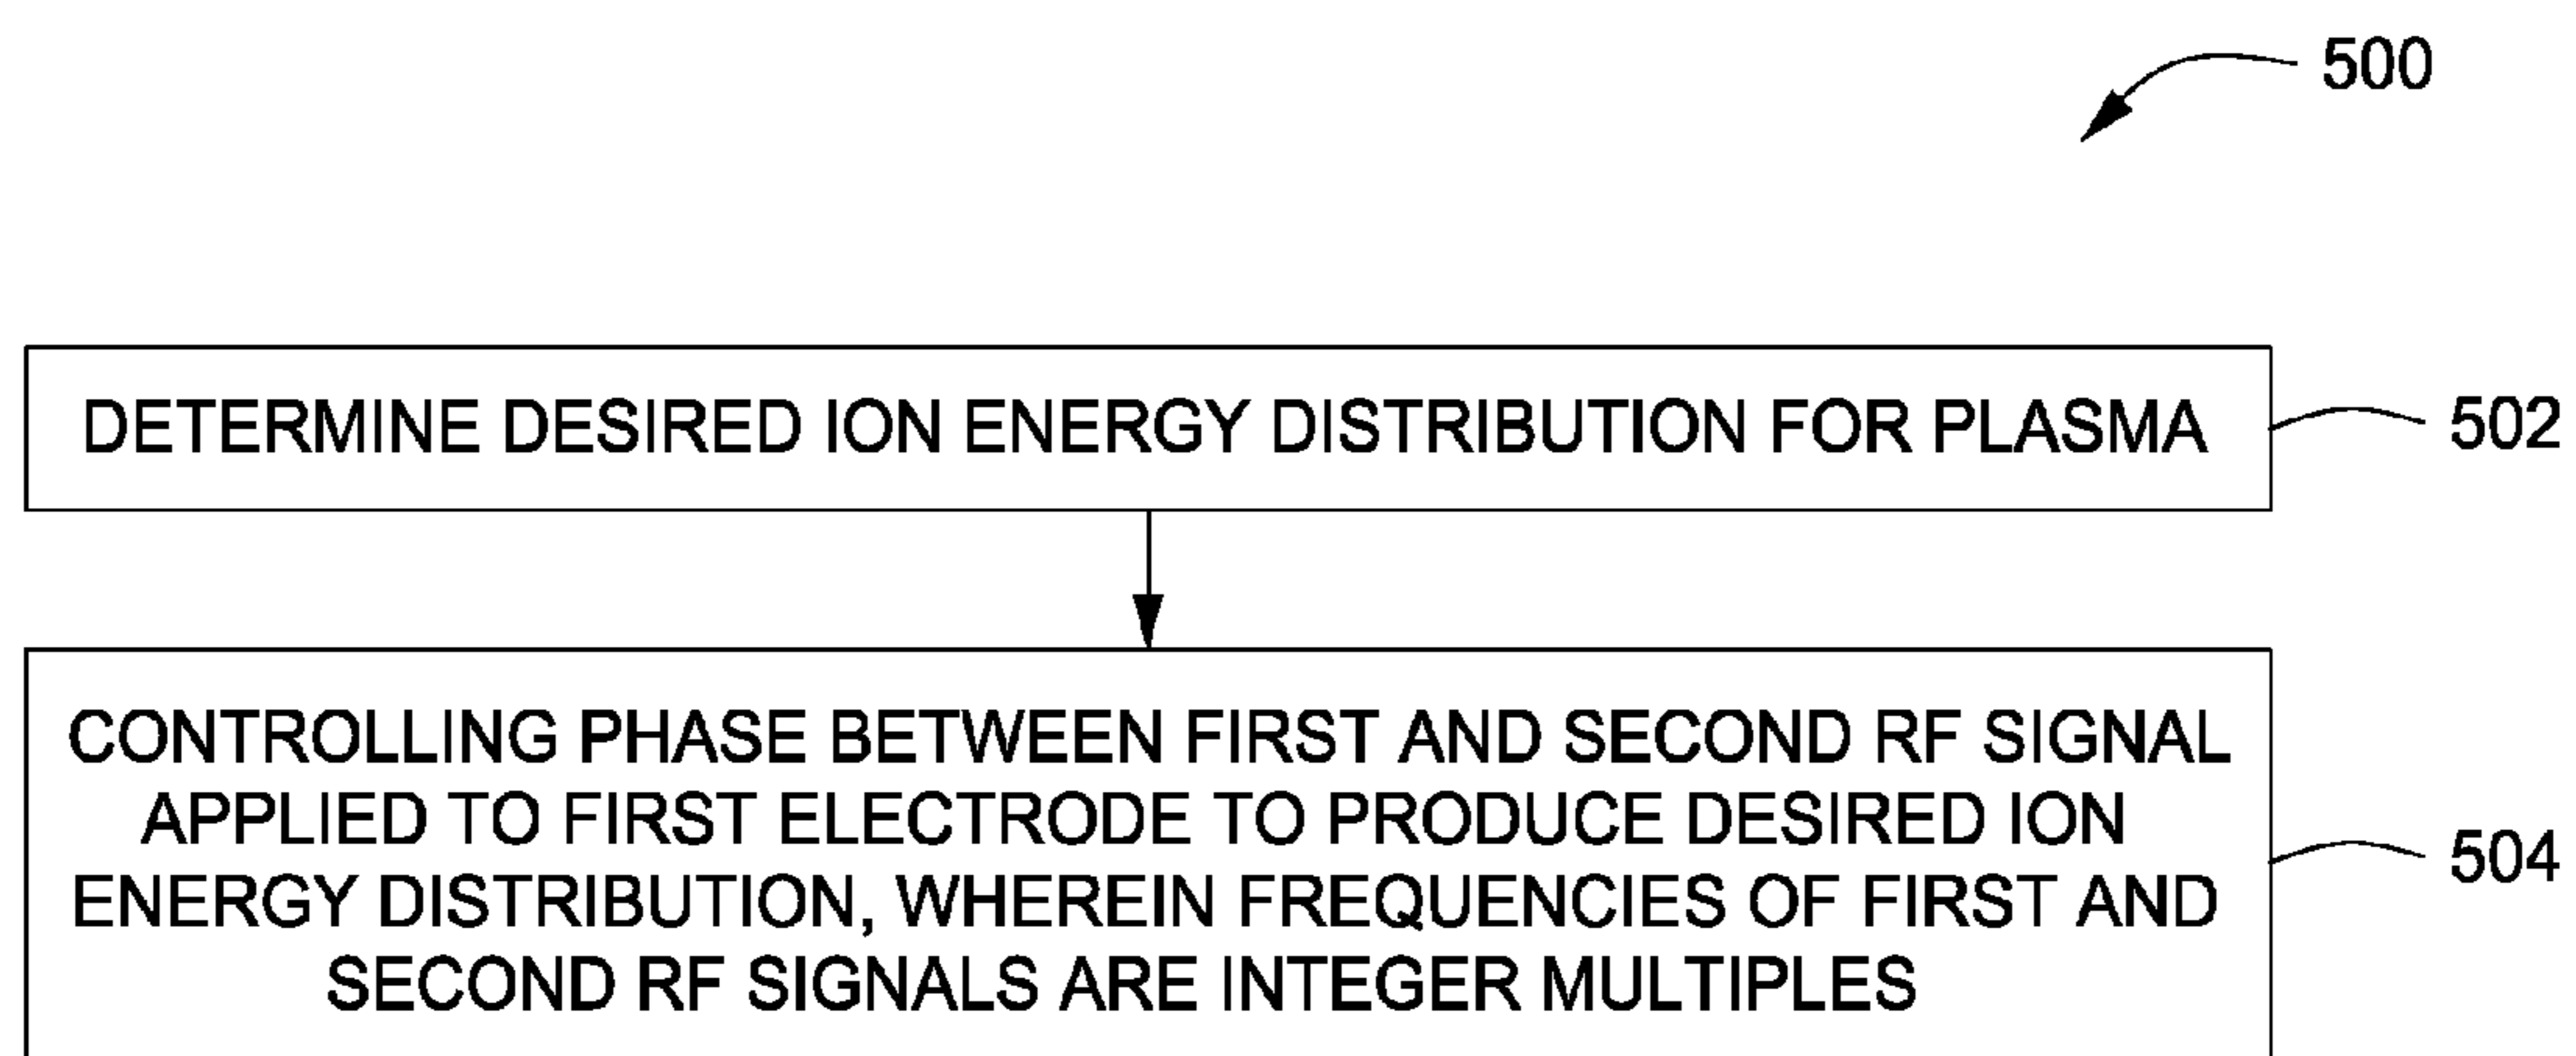 500
DETERMINE DESIRED ION ENERGY DISTRIBUTION FOR PLASMA
502
CONTROLLING PHASE BETWEEN FIRST AND SECOND RF SIGNAL
APPLIED TO FIRST ELECTRODE TO PRODUCE DESIRED ION
ENERGY DISTRIBUTION, WHEREIN FREQUENCIES OF FIRST AND
SECOND RF SIGNALS ARE INTEGER MULTIPLES
504